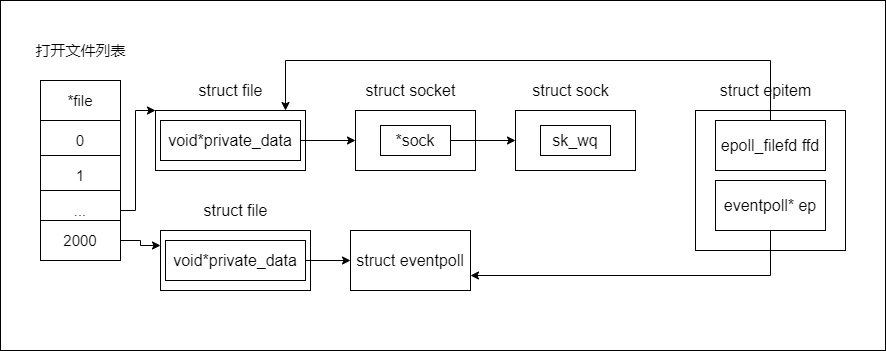 打开文件列表
*file
0
1
...
2000
struct file
void*private_data
struct socket
*sock
struct sock
sk_wq
struct epitem
epoll_filefd ffd
eventpoll* ep
struct file
void*private_data
struct eventpoll